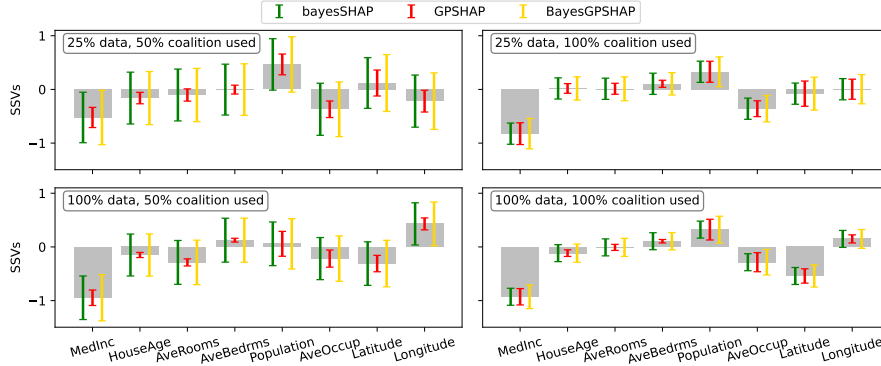 bayesSHAP GPSHAP BayesGPSHAP
25% data, 50% coalition used
25% data, 100% coalition used
1
0
−1
SSVs
100% data, 50% coalition used
100% data, 100% coalition used
1
0
−1
SSVs
MedInc HouseAge AveRooms AveBedrms Population AveOccup Latitude Longitude
MedInc HouseAge AveRooms AveBedrms Population AveOccup Latitude Longitude